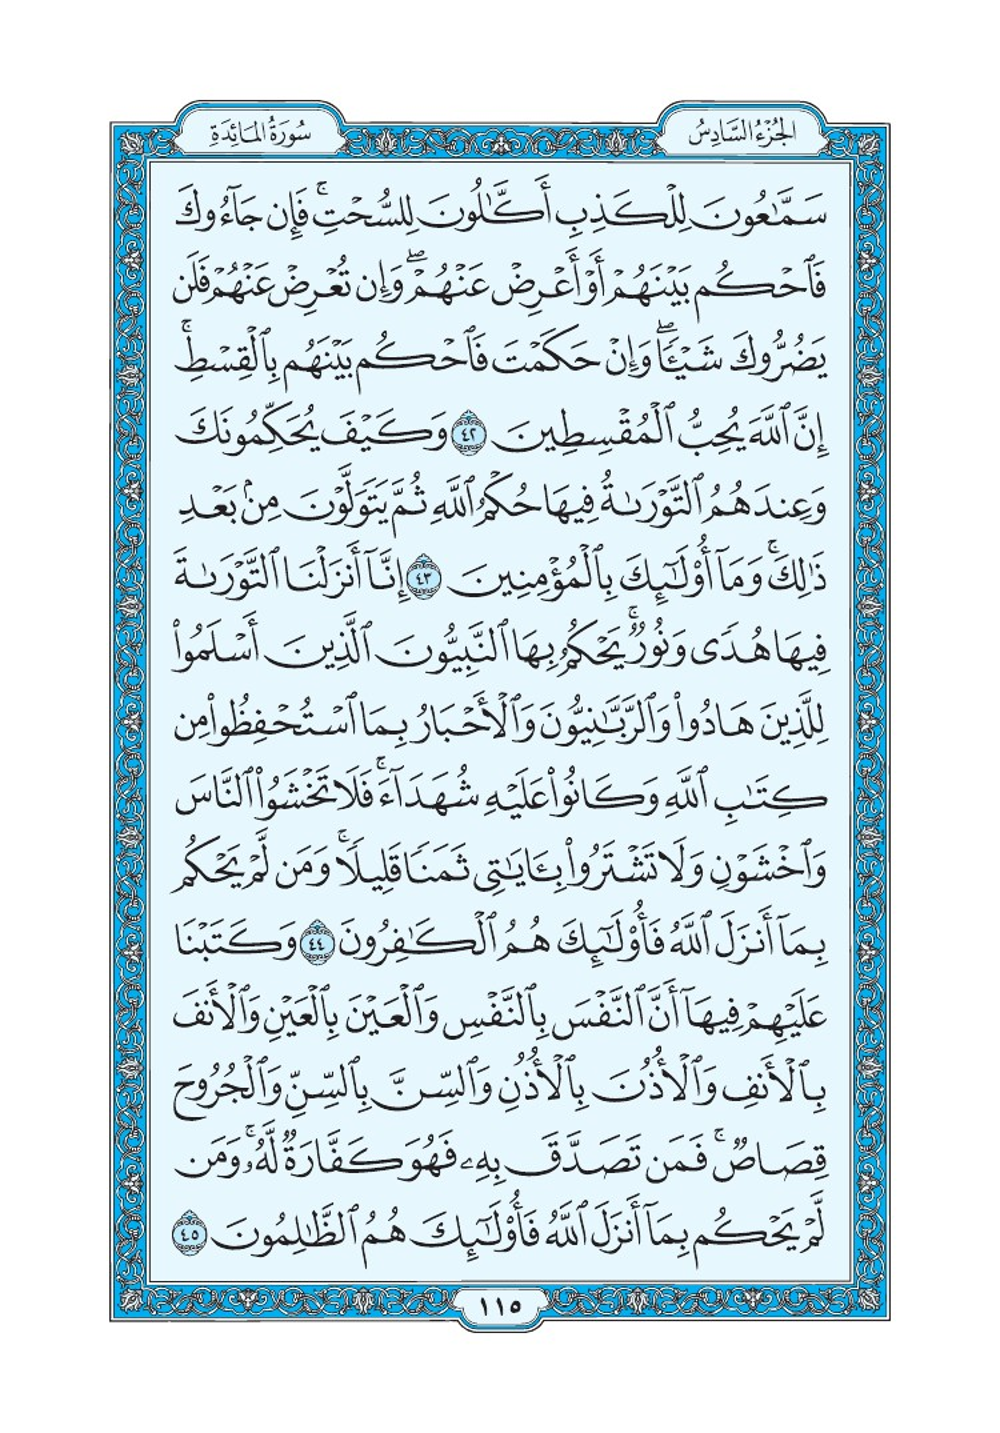 الجُزْءُ السَّادِسُ
سُورَةُ المَائِدَةِ
سَمَّٰعُونَ لِلْكَذِبِ أَكَّٰلُونَ لِلسُّحْتِۚ فَإِن جَآءُوكَ
فَٱحْكُم بَيْنَهُمْ أَوْ أَعْرِضْ عَنْهُمْۖ وَإِن تُعْرِضْ عَنْهُمْ فَلَن
يَضُرُّوكَ شَيْـًٔاۖ وَإِنْ حَكَمْتَ فَٱحْكُم بَيْنَهُم بِٱلْقِسْطِۚ
إِنَّ ٱللَّهَ يُحِبُّ ٱلْمُقْسِطِينَ ٤٢ وَكَيْفَ يُحَكِّمُونَكَ
وَعِندَهُمُ ٱلتَّوْرَىٰةُ فِيهَا حُكْمُ ٱللَّهِ ثُمَّ يَتَوَلَّوْنَ مِنۢ بَعْدِ
ذَٰلِكَۚ وَمَآ أُوْلَٰٓئِكَ بِٱلْمُؤْمِنِينَ ٤٣ إِنَّآ أَنزَلْنَا ٱلتَّوْرَىٰةَ
فِيهَا هُدًى وَنُورٌۚ يَحْكُمُ بِهَا ٱلنَّبِيُّونَ ٱلَّذِينَ أَسْلَمُوا۟
لِلَّذِينَ هَادُوا۟ وَٱلرَّبَّٰنِيُّونَ وَٱلْأَحْبَارُ بِمَا ٱسْتُحْفِظُوا۟ مِن
كِتَٰبِ ٱللَّهِ وَكَانُوا۟ عَلَيْهِ شُهَدَآءَۚ فَلَا تَخْشَوُا۟ ٱلنَّاسَ
وَٱخْشَوْنِ وَلَا تَشْتَرُوا۟ بِـَٔايَٰتِى ثَمَنًا قَلِيلًاۚ وَمَن لَّمْ يَحْكُم
بِمَآ أَنزَلَ ٱللَّهُ فَأُوْلَٰٓئِكَ هُمُ ٱلْكَٰفِرُونَ ٤٤ وَكَتَبْنَا
عَلَيْهِمْ فِيهَآ أَنَّ ٱلنَّفْسَ بِٱلنَّفْسِ وَٱلْعَيْنَ بِٱلْعَيْنِ وَٱلْأَنفَ
بِٱلْأَنفِ وَٱلْأُذُنَ بِٱلْأُذُنِ وَٱلسِّنَّ بِٱلسِّنِّ وَٱلْجُرُوحَ
قِصَاصٌۚ فَمَن تَصَدَّقَ بِهِۦ فَهُوَ كَفَّارَةٌ لَّهُۥۚ وَمَن
لَّمْ يَحْكُم بِمَآ أَنزَلَ ٱللَّهُ فَأُوْلَٰٓئِكَ هُمُ ٱلظَّٰلِمُونَ ٤٥
١١٥